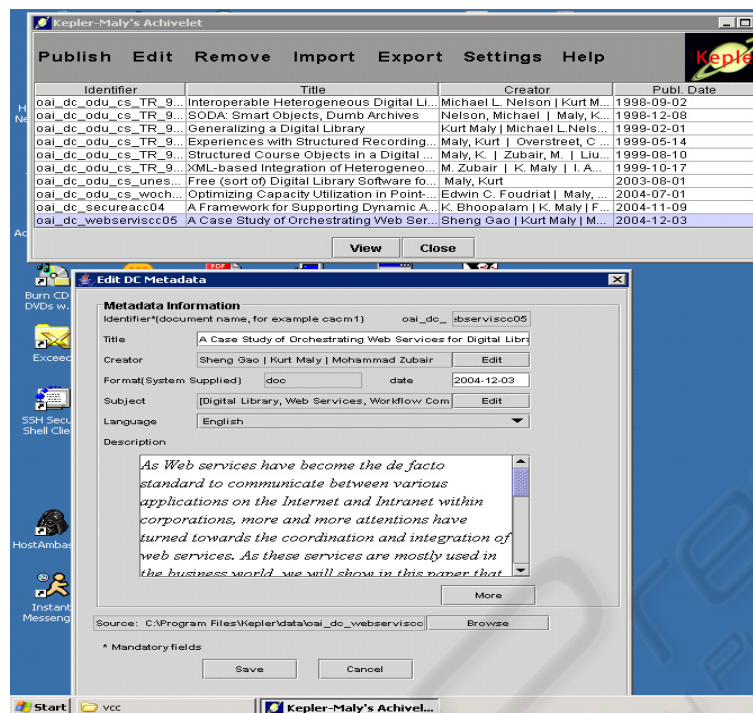 Kepler-Maly's Achivelet
Publish Edit Remove Import Export Settings Help
Identifier Title Creator Publ. Date
oai_dc_odu_cs_TR_9... Interoperable Heterogeneous Digital Li... Michael L. Nelson | Kurt M... 1998-09-02
oai_dc_odu_cs_TR_9... SODA: Smart Objects, Dumb Archives Nelson, Michael | Maly, K... 1998-12-08
oai_dc_odu_cs_TR_9... Generalizing a Digital Library Kurt Maly | Michael L.Nels... 1999-02-01
oai_dc_odu_cs_TR_9... Experiences with Structured Recording... Maly, Kurt | Overstreet, C ... 1999-05-14
oai_dc_odu_cs_TR_9... Structured Course Objects in a Digital ... Maly, K. | Zubair, M. | Liu... 1999-08-10
oai_dc_odu_cs_TR_9... XML-based Integration of Heterogeneo... M. Zubair | K. Maly | I. A... 1999-10-17
oai_dc_odu_cs_unes... Free (sort of) Digital Library Software fo... Maly, Kurt 2003-08-01
oai_dc_odu_cs_woch... Optimizing Capacity Utilization in Point-... Edwin C. Foudriat | Maly, ... 2004-07-01
oai_dc_secureacc04 A Framework for Supporting Dynamic A... K. Bhoopalam | K. Maly | F... 2004-11-09
oai_dc_webserviscc05 A Case Study of Orchestrating Web Ser... Sheng Gao | Kurt Maly | M... 2004-12-03
View Close
Burn CD
DVDs w.
Exceed
SSH Secu
Shell Clie
HostAmbas
Instant
Messeng
Edit DC Metadata
Metadata Information
Identifier*(document name, for example cacm1) oai_dc_ :bserviscc05
Title A Case Study of Orchestrating Web Services for Digital Libr
Creator Sheng Gao | Kurt Maly | Mohammad Zubair Edit
Format(System Supplied) doc date 2004-12-03
Subject [Digital Library, Web Services, Workflow Com Edit
Language English
Description
As Web services have become the de facto
standard to communicate between various
applications on the Internet and Intranet within
corporations, more and more attentions have
turned towards the coordination and integration of
web services. As these services are mostly used in
the business world, we will show in this paper that
More
Source: C:\Program Files\Kepler\data\oai_dc_webserviscc Browse
* Mandatory fields
Save Cancel
Start vcc Kepler-Maly's Achivel...